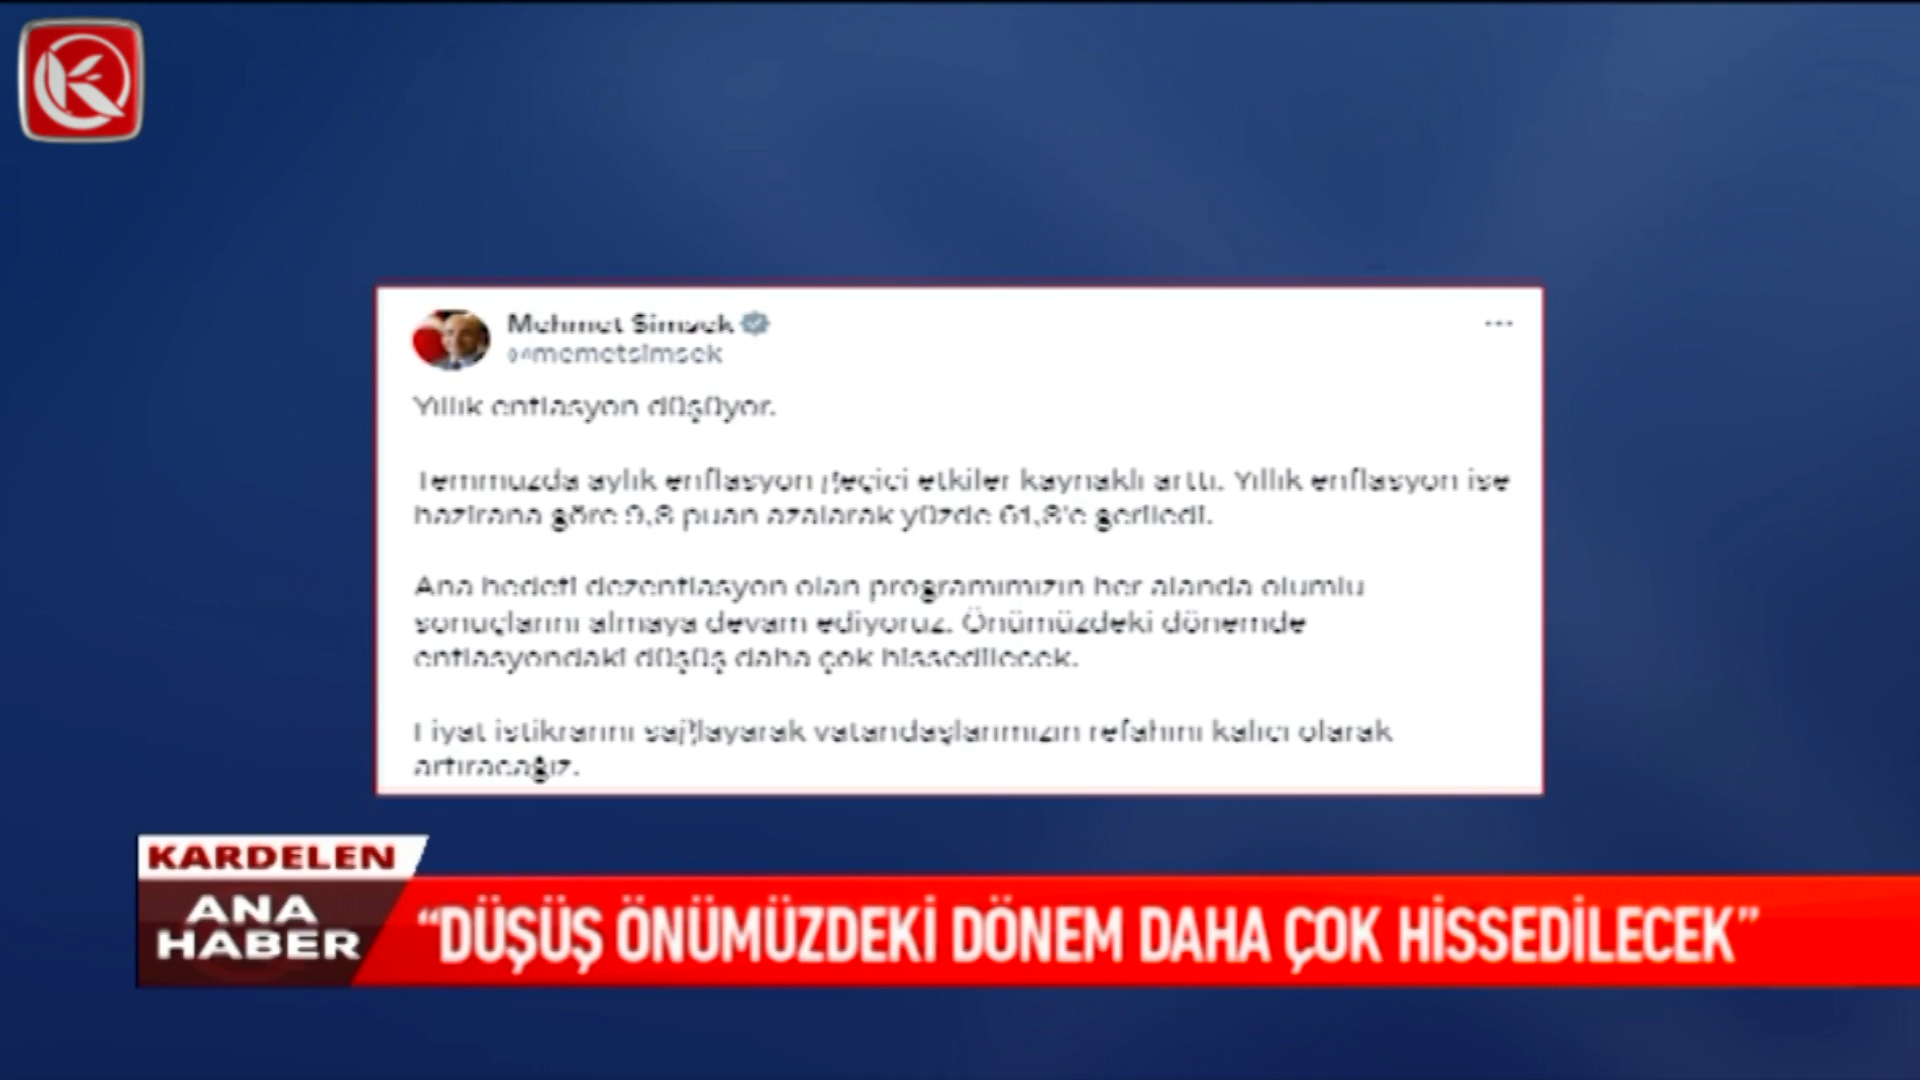 Mehmet Simsek
@memetsimsek
Yıllık enflasyon düşüyor.
Temmuzda aylık enflasyon geçici etkiler kaynaklı arttı. Yıllık enflasyon ise
hazirana göre 9,8 puan azalarak yüzde 61,8'e geriledi.
Ana hedefi dezenflasyon olan programımızın her alanda olumlu
sonuçlarını almaya devam ediyoruz. Önümüzdeki dönemde
enflasyondaki düşüş daha çok hissedilecek.
Fiyat istikrarını sağlayarak vatandaşlarımızın refahını kalıcı olarak
artıracağız.
KARDELEN
ANA
HABER
“DÜŞÜŞ ÖNÜMÜZDEKİ DÖNEM DAHA ÇOK HİSSEDİLECEK”